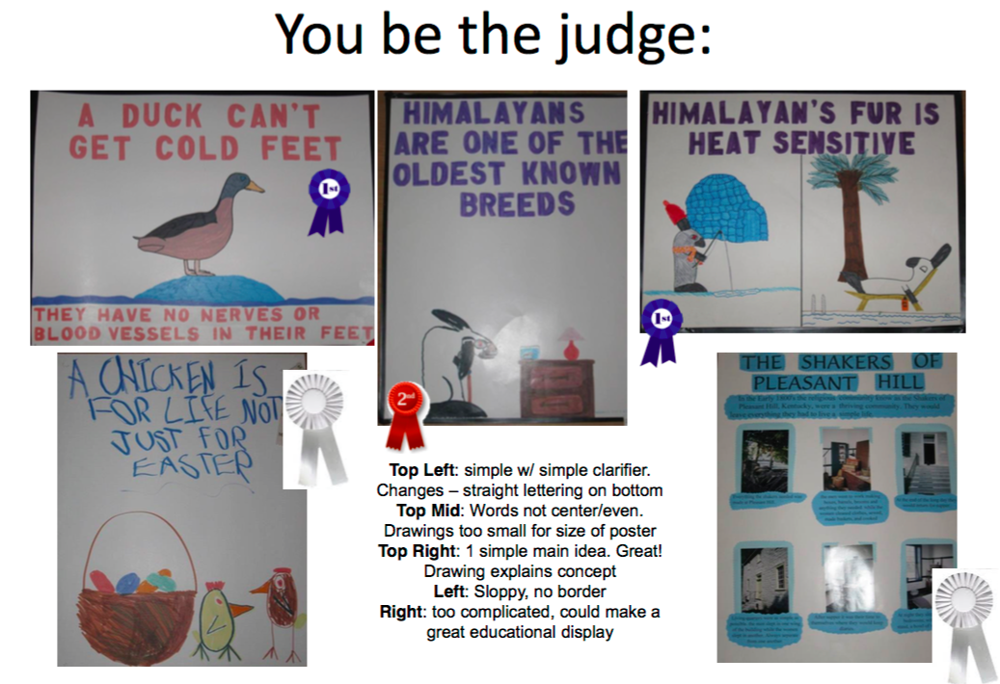 You be the judge:
A DUCK CAN'T
GET COLD FEET
1st
THEY HAVE NO NERVES OR
BLOOD VESSELS IN THEIR FEET
HIMALAYANS
ARE ONE OF THE
OLDEST KNOWN
BREEDS
2nd
HIMALAYAN'S FUR IS
HEAT SENSITIVE
1st
A CHICKEN IS
FOR LIFE NOT
JUST FOR
EASTER
Top Left: simple w/ simple clarifier.
Changes – straight lettering on bottom
Top Mid: Words not center/even.
Drawings too small for size of poster
Top Right: 1 simple main idea. Great!
Drawing explains concept
Left: Sloppy, no border
Right: too complicated, could make a
great educational display
THE SHAKERS OF
PLEASANT HILL
In the Early 1800's the religious community know as the Shakers of
Pleasant Hill, Kentucky, were a thriving community. They would
leave everything they had to live a simple life.